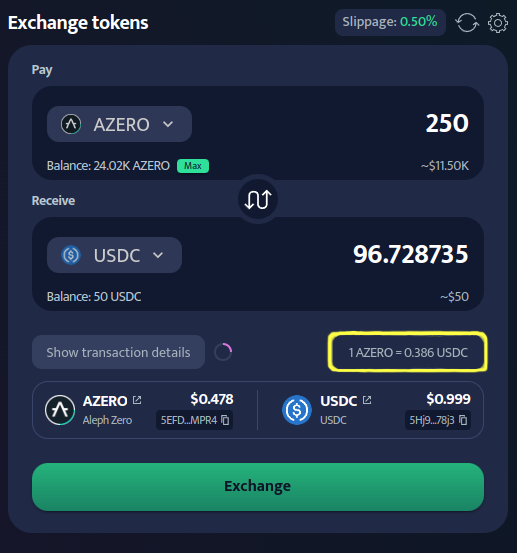 Exchange tokens
Slippage: 0.50%
Pay
AZERO
250
Balance: 24.02K AZERO Max
~$11.50K
Receive
USDC
96.728735
Balance: 50 USDC
~$50
Show transaction details
1 AZERO = 0.386 USDC
AZERO
$0.478
Aleph Zero
5EFD...MPR4
USDC
$0.999
USDC
5Hj9...78j3
Exchange